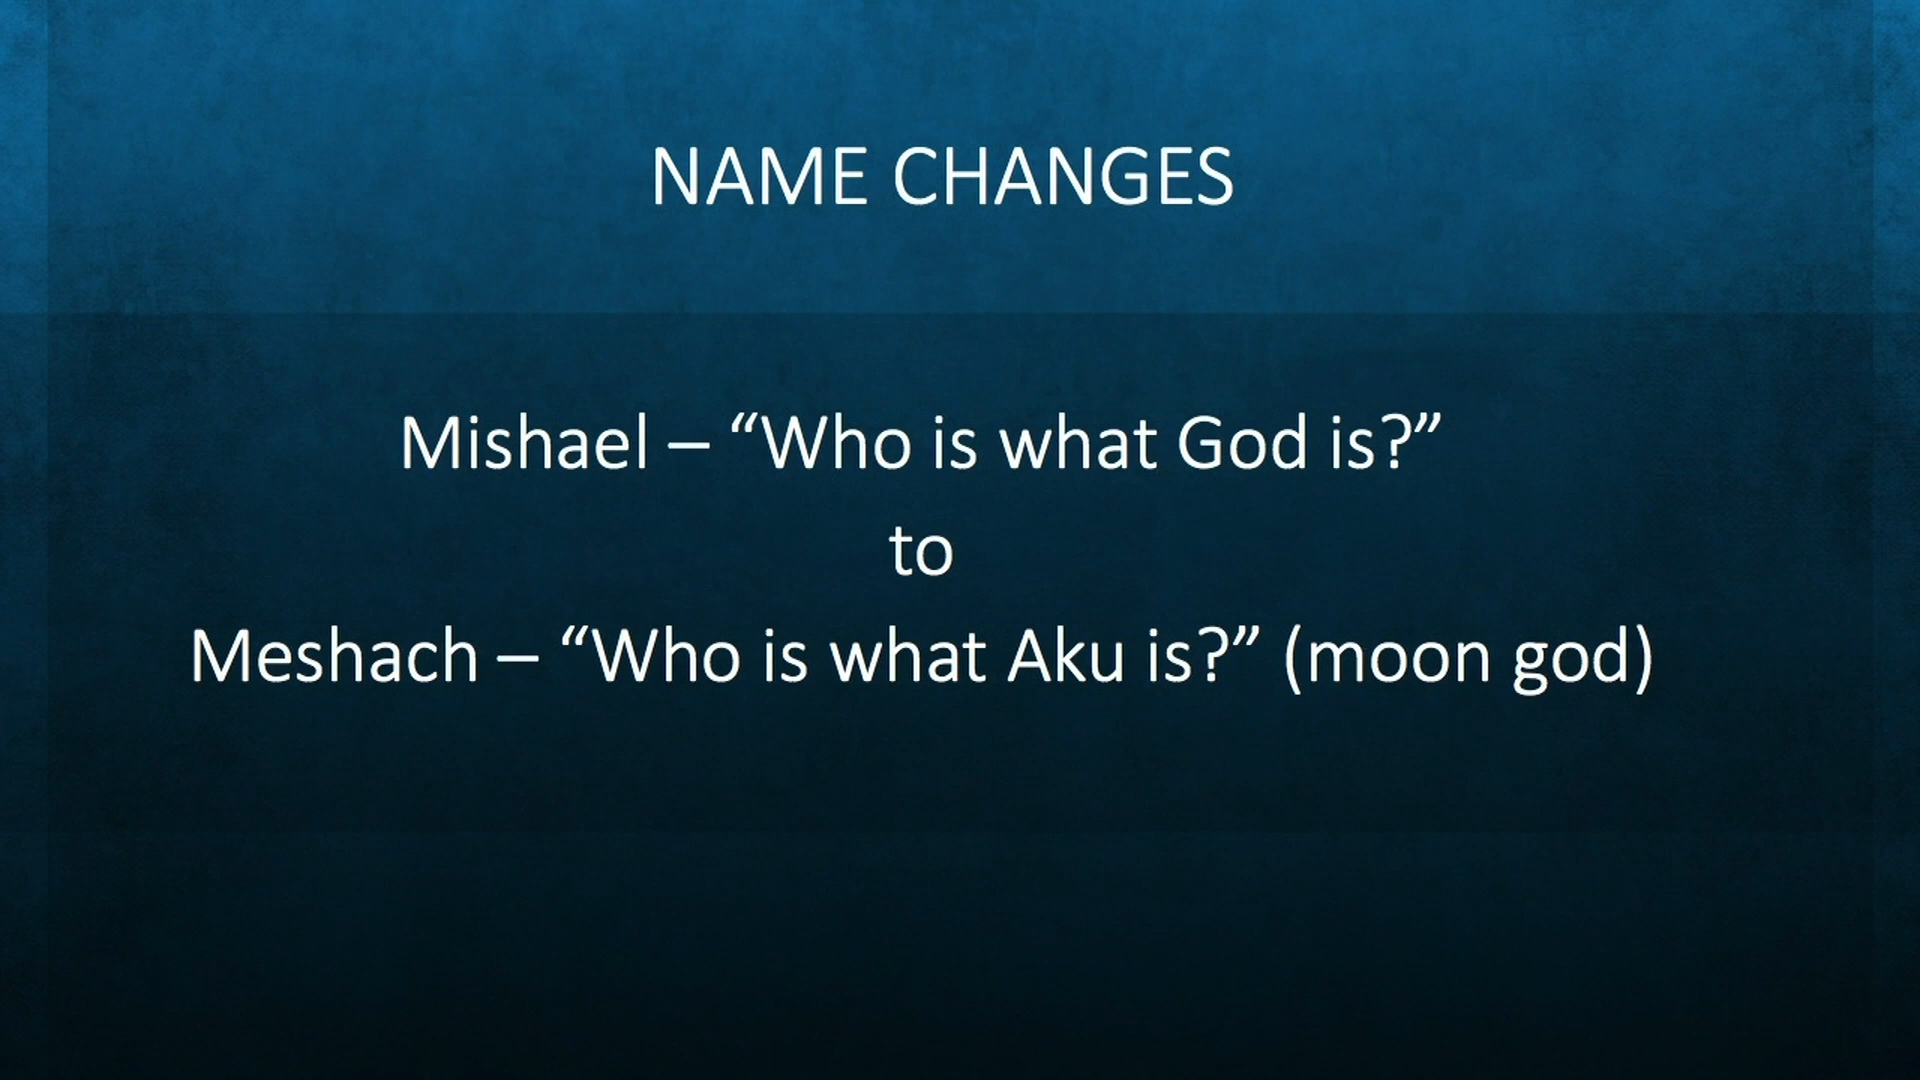 NAME CHANGES
Mishael – “Who is what God is?”
to
Meshach – “Who is what Aku is?” (moon god)